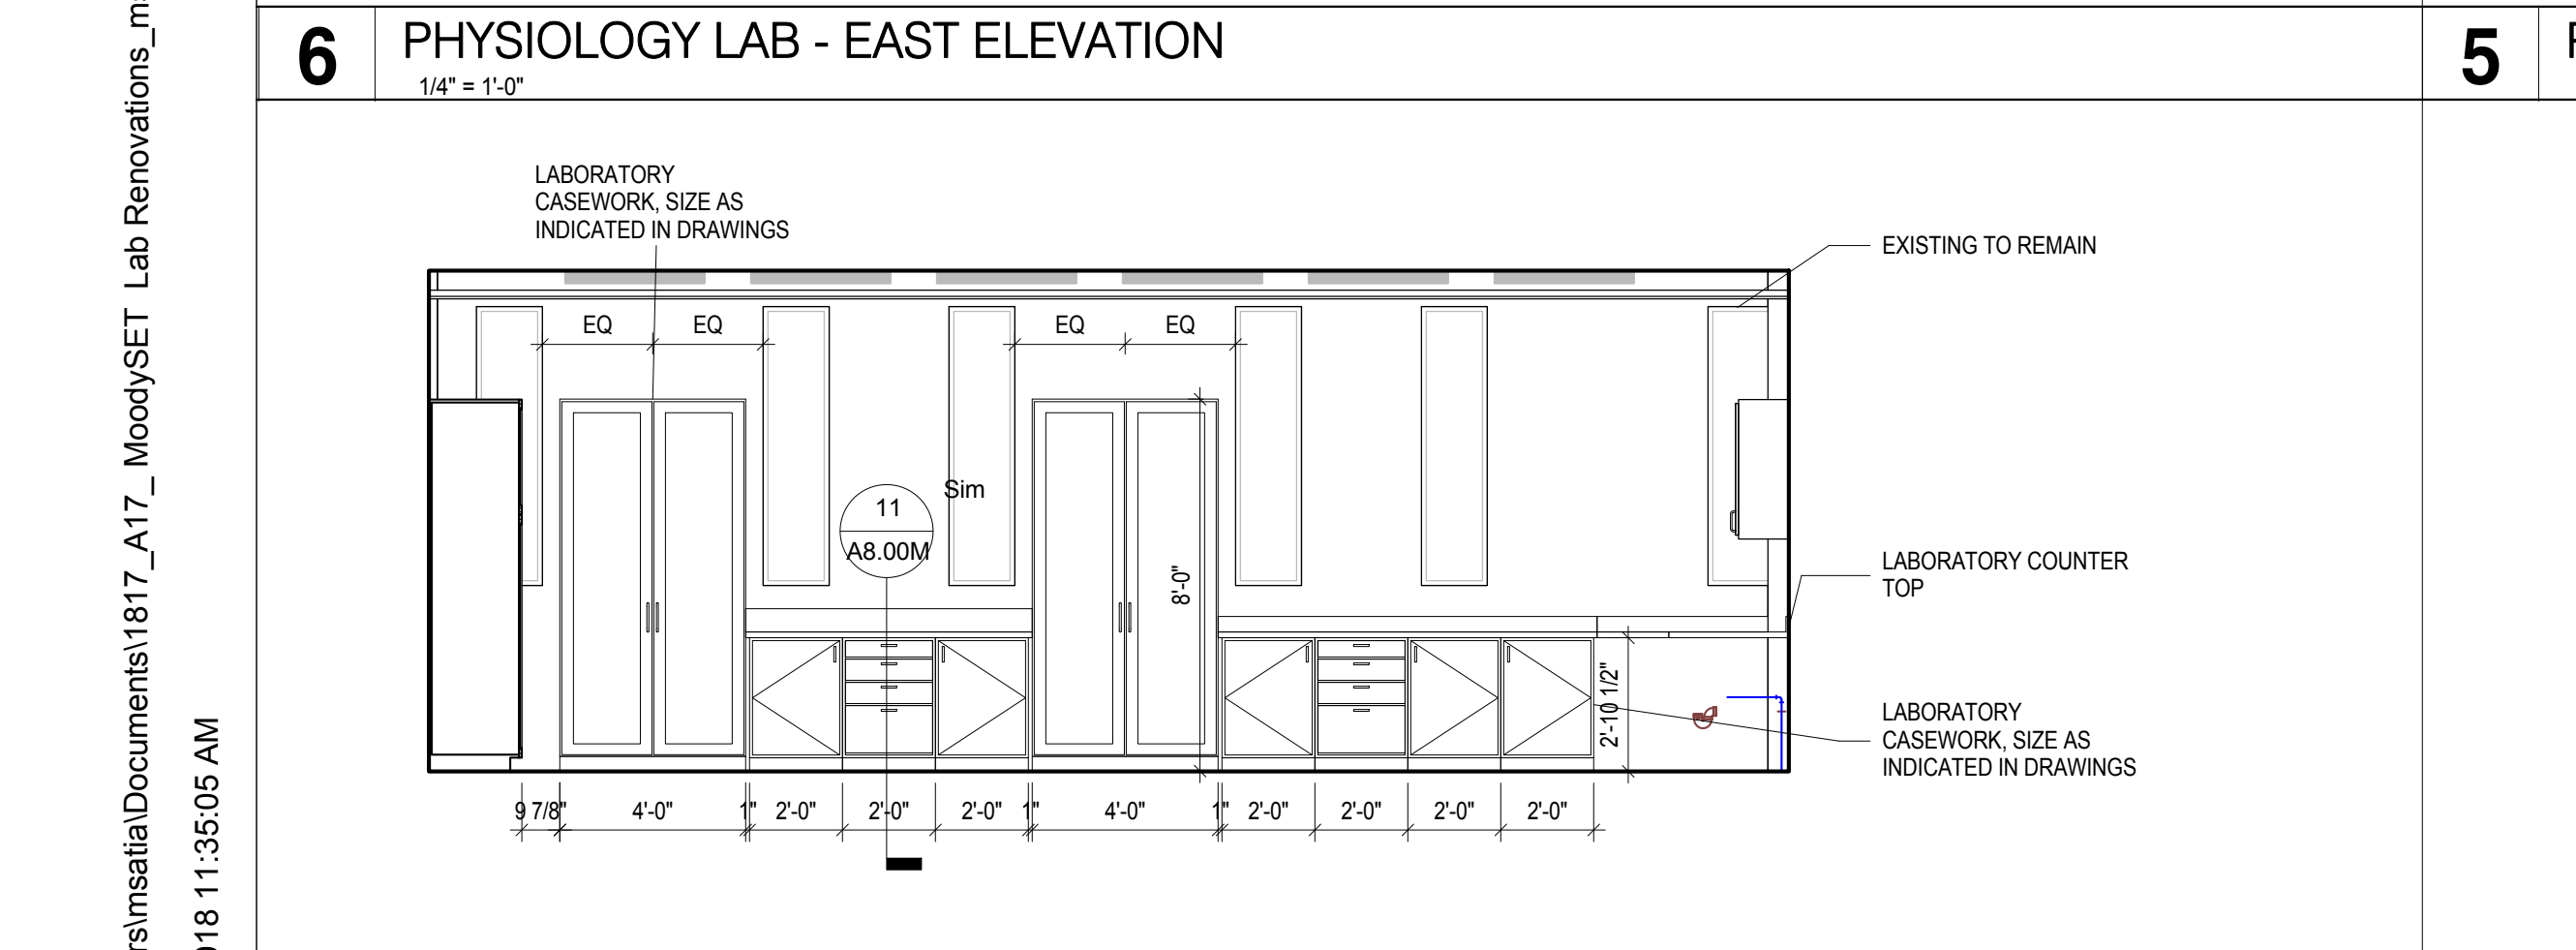 6
PHYSIOLOGY LAB - EAST ELEVATION
1/4" = 1'-0"
5
LABORATORY
CASEWORK, SIZE AS
INDICATED IN DRAWINGS
EXISTING TO REMAIN
EQ EQ EQ EQ
Sim
11
A8.00M
8'-0"
LABORATORY COUNTER
TOP
2'-10 1/2"
LABORATORY
CASEWORK, SIZE AS
INDICATED IN DRAWINGS
9 7/8" 4'-0" 1" 2'-0" 2'-0" 2'-0" 1" 4'-0" 1" 2'-0" 2'-0" 2'-0" 2'-0"
rs\msatia\Documents\1817_A17_MoodySET Lab Renovations_ms
018 11:35:05 AM